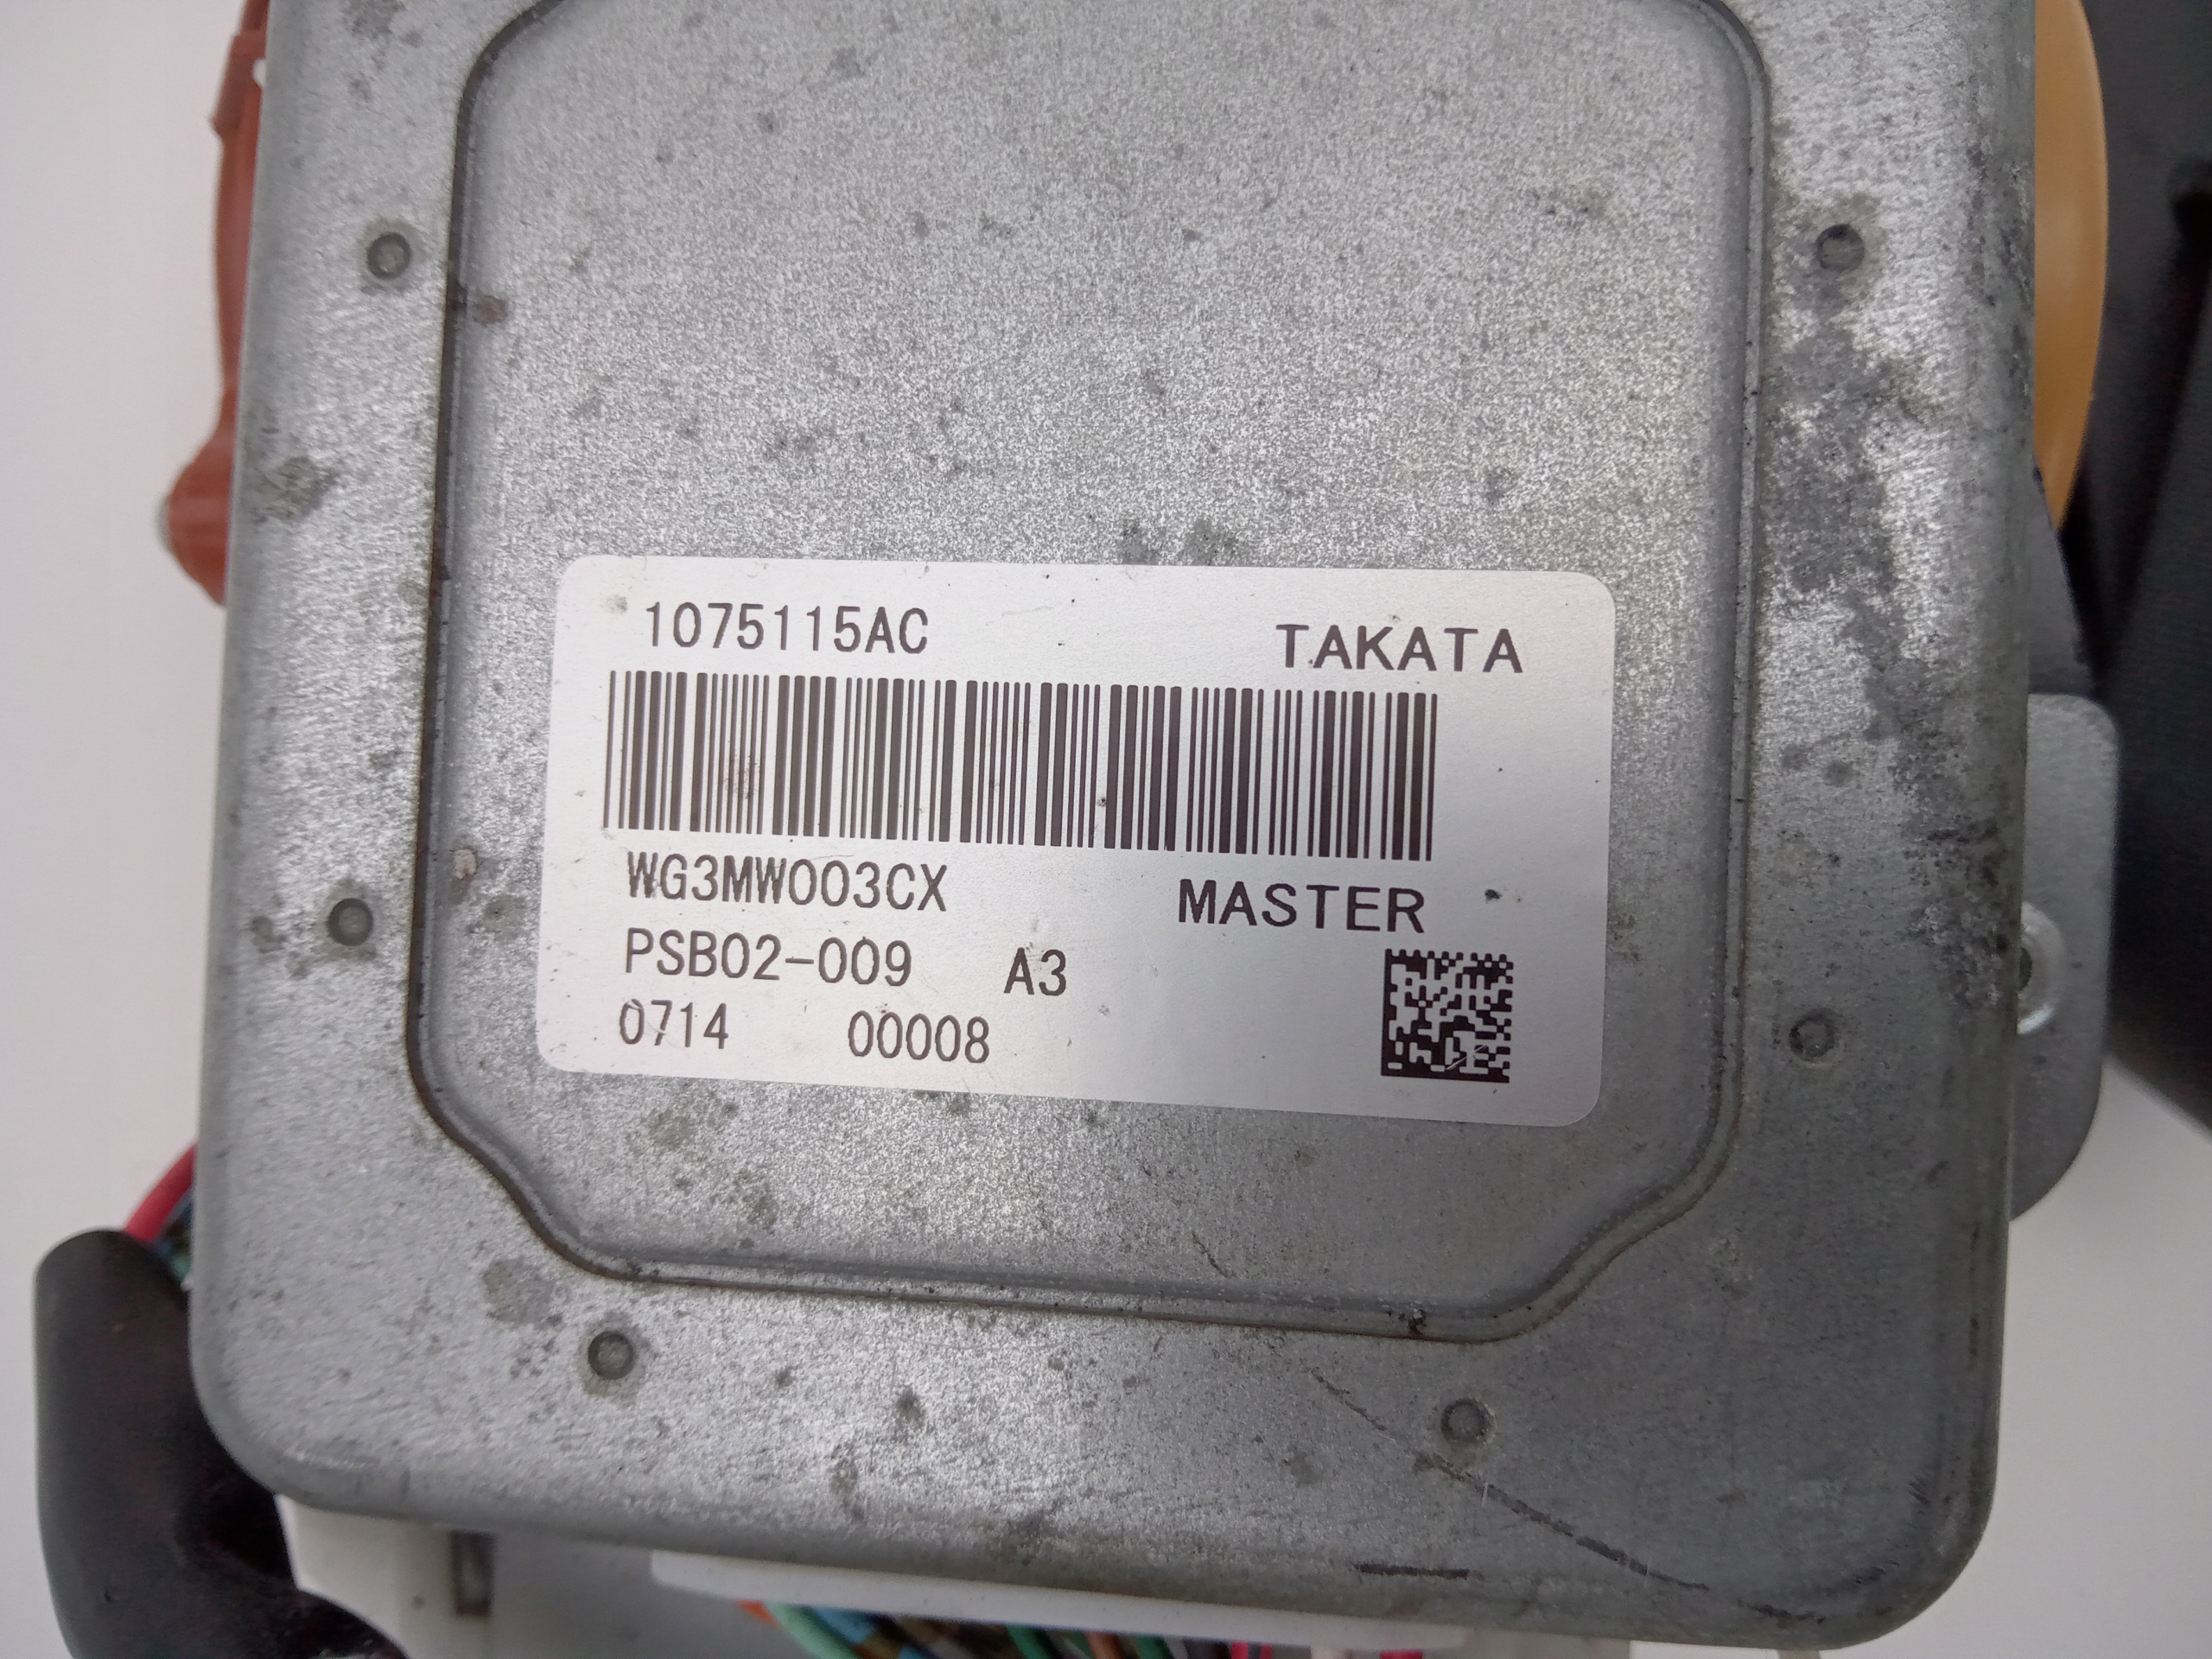 1075115AC TAKATA
WG3MW003CX MASTER
PSB02-009 A3
0714 00008